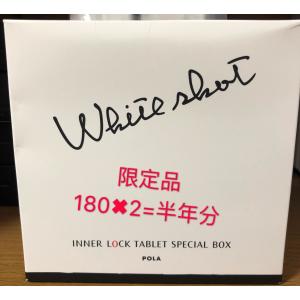 White shot
限定品
180✖2=半年分
INNER LOCK TABLET SPECIAL BOX
POLA